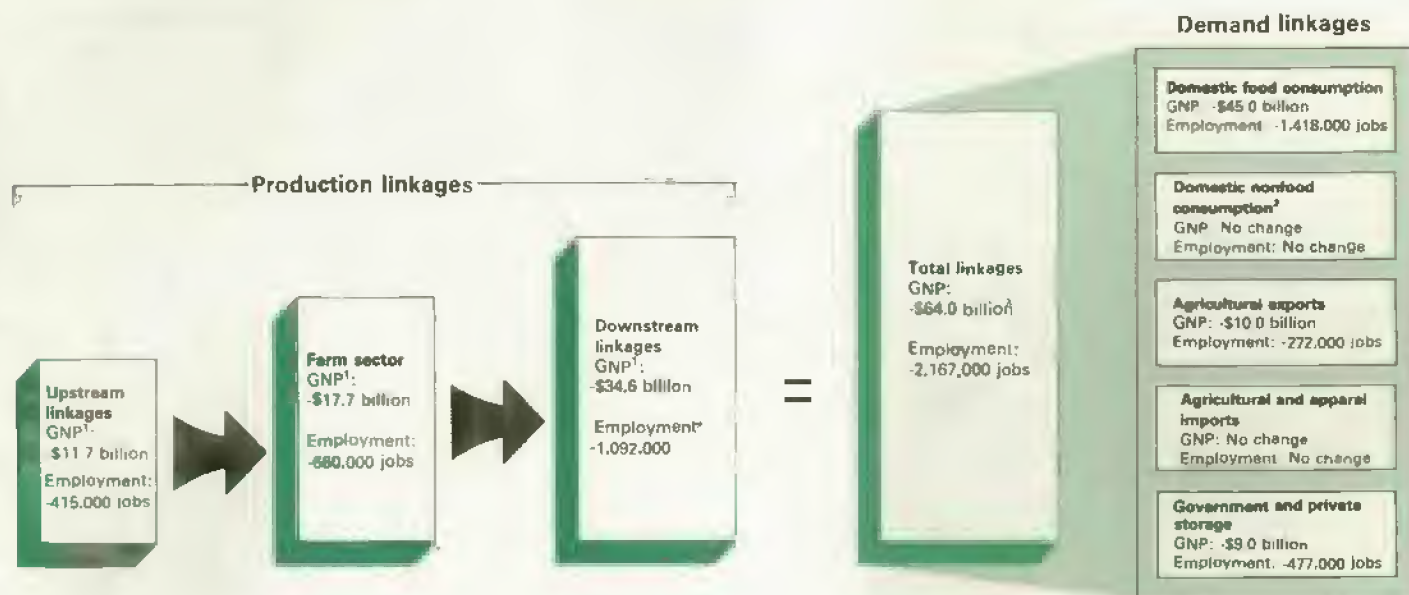 Demand linkages
Domestic food consumption
GNP -$45.0 billion
Employment -1,418,000 jobs
Production linkages
Domestic nonfood
consumption²
GNP No change
Employment: No change
Total linkages
GNP:
-$64.0 billion
Employment:
-2,167,000 jobs
Agricultural exports
GNP: -$10.0 billion
Employment: -272,000 jobs
Downstream
linkages
GNP¹:
-$34.6 billion
Employment
-1,092,000
=
Farm sector
GNP¹:
-$17.7 billion
Employment:
-660,000 jobs
Upstream
linkages
GNP¹:
-$11.7 billion
Employment:
-415,000 jobs
Agricultural and apparel
imports
GNP: No change
Employment No change
Government and private
storage
GNP: -$9.0 billion
Employment: -477,000 jobs